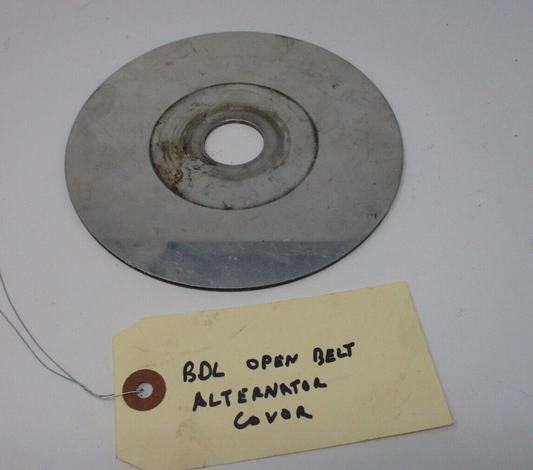 BDL OPEN BELT
ALTERNATOR
COVOR